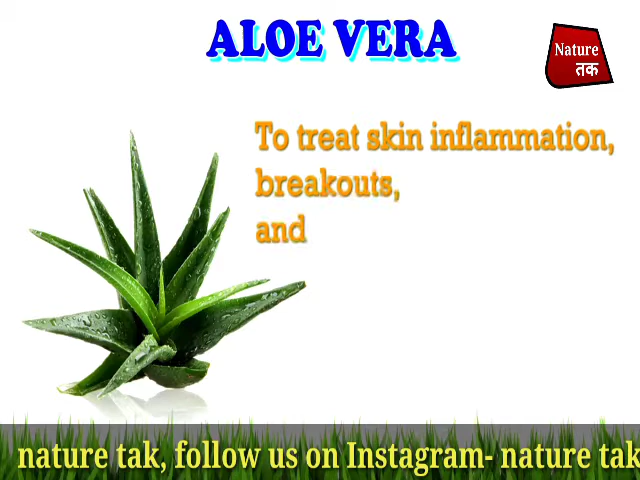 ALOE VERA
Nature
तक
To treat skin inflammation,
breakouts,
and
nature tak, follow us on Instagram- nature tak